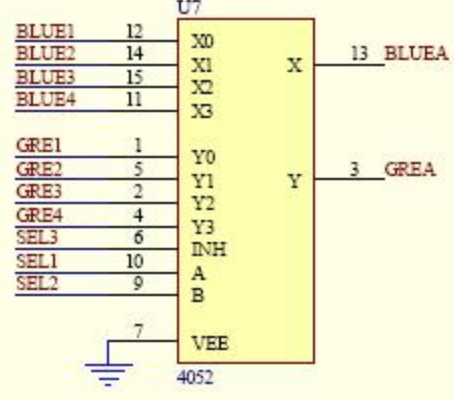 U7
BLUE1 12 X0
BLUE2 14 X1 X 13 BLUEA
BLUE3 15 X2
BLUE4 11 X3
GRE1 1 Y0
GRE2 5 Y1 Y 3 GREA
GRE3 2 Y2
GRE4 4 Y3
SEL3 6 INH
SEL1 10 A
SEL2 9 B
7 VEE
4052